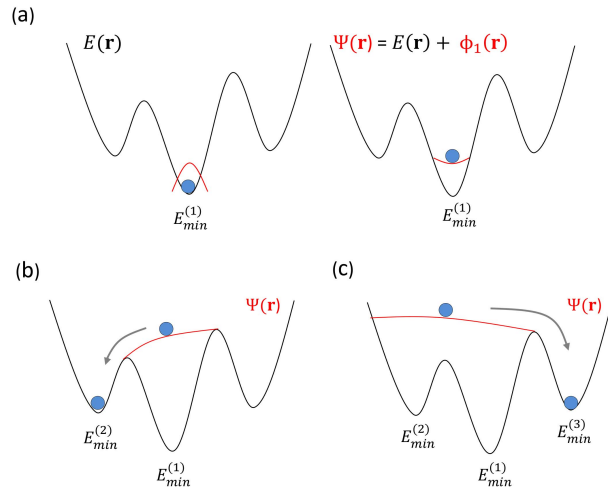 (a)
E(r)
Ψ(r) = E(r) + ϕ₁(r)
E_min^(1)
E_min^(1)
(b)
(c)
Ψ(r)
Ψ(r)
E_min^(2)
E_min^(1)
E_min^(2)
E_min^(1)
E_min^(3)